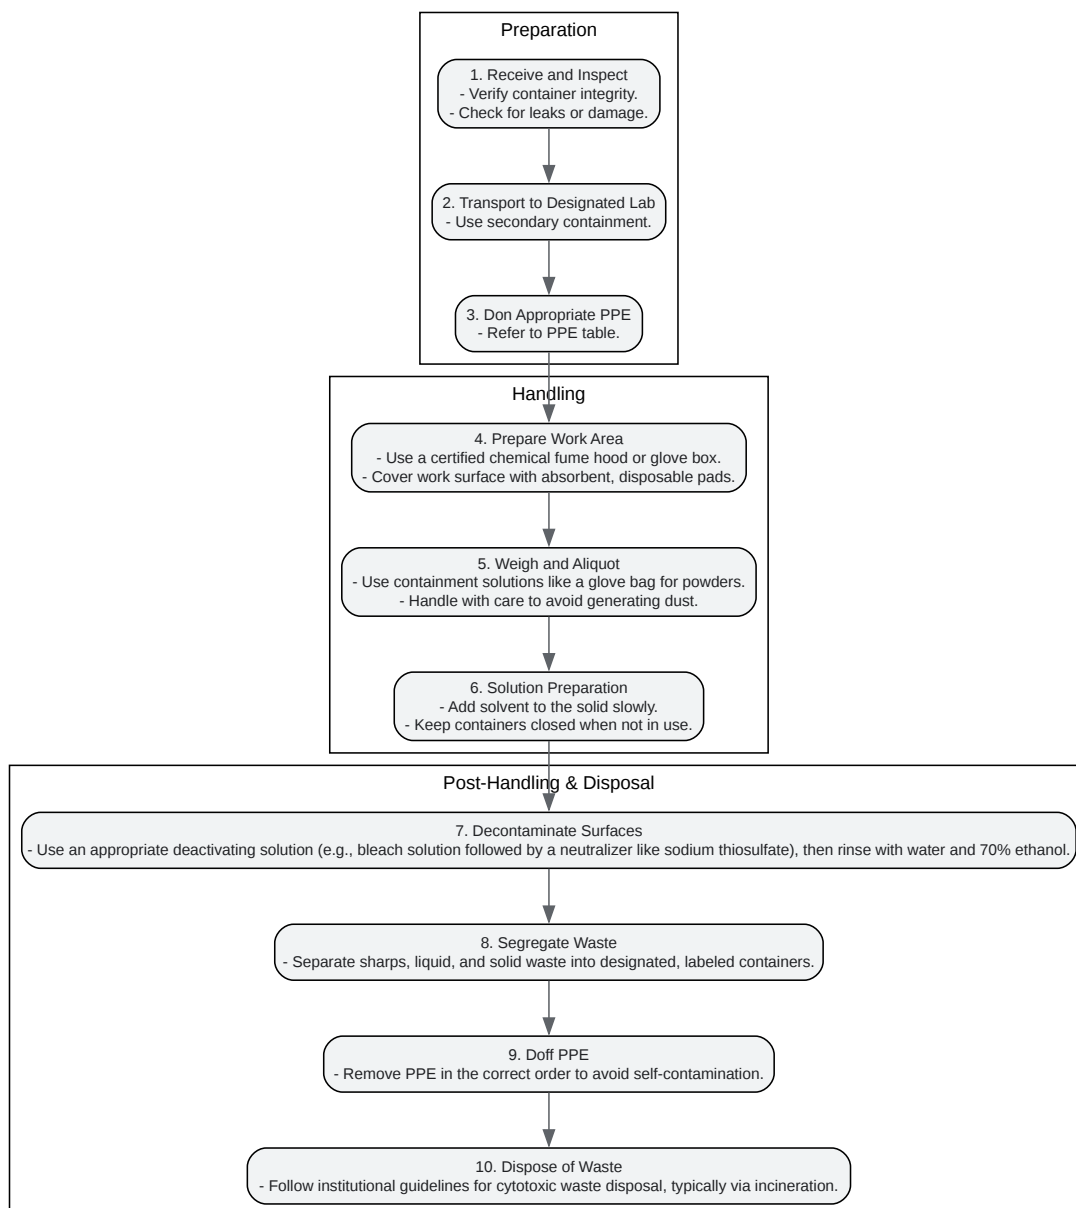 Preparation
1. Receive and Inspect
- Verify container integrity.
- Check for leaks or damage.
2. Transport to Designated Lab
- Use secondary containment.
3. Don Appropriate PPE
- Refer to PPE table.
Handling
4. Prepare Work Area
- Use a certified chemical fume hood or glove box.
- Cover work surface with absorbent, disposable pads.
5. Weigh and Aliquot
- Use containment solutions like a glove bag for powders.
- Handle with care to avoid generating dust.
6. Solution Preparation
- Add solvent to the solid slowly.
- Keep containers closed when not in use.
Post-Handling & Disposal
7. Decontaminate Surfaces
- Use an appropriate deactivating solution (e.g., bleach solution followed by a neutralizer like sodium thiosulfate), then rinse with water and 70% ethanol.
8. Segregate Waste
- Separate sharps, liquid, and solid waste into designated, labeled containers.
9. Doff PPE
- Remove PPE in the correct order to avoid self-contamination.
10. Dispose of Waste
- Follow institutional guidelines for cytotoxic waste disposal, typically via incineration.